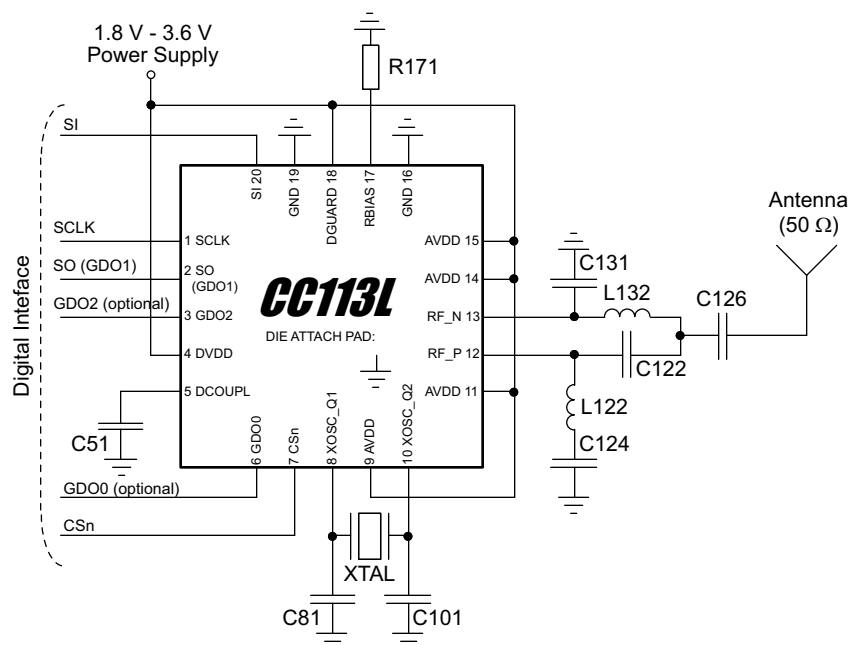 1.8 V - 3.6 V
Power Supply
R171
SI
SI 20
GND 19
DGUARD 18
RBIAS 17
GND 16
Antenna
(50 Ω)
SCLK
1 SCLK
AVDD 15
SO (GDO1)
2 SO
(GDO1)
AVDD 14
C131
L132
C126
GDO2 (optional)
3 GDO2
CC113L
RF_N 13
DIE ATTACH PAD:
4 DVDD
RF_P 12
C122
5 DCOUPL
AVDD 11
L122
C51
C124
6 GDO0
7 CSn
8 XOSC_Q1
9 AVDD
10 XOSC_Q2
GDO0 (optional)
CSn
XTAL
C81
C101
Digital Inteface